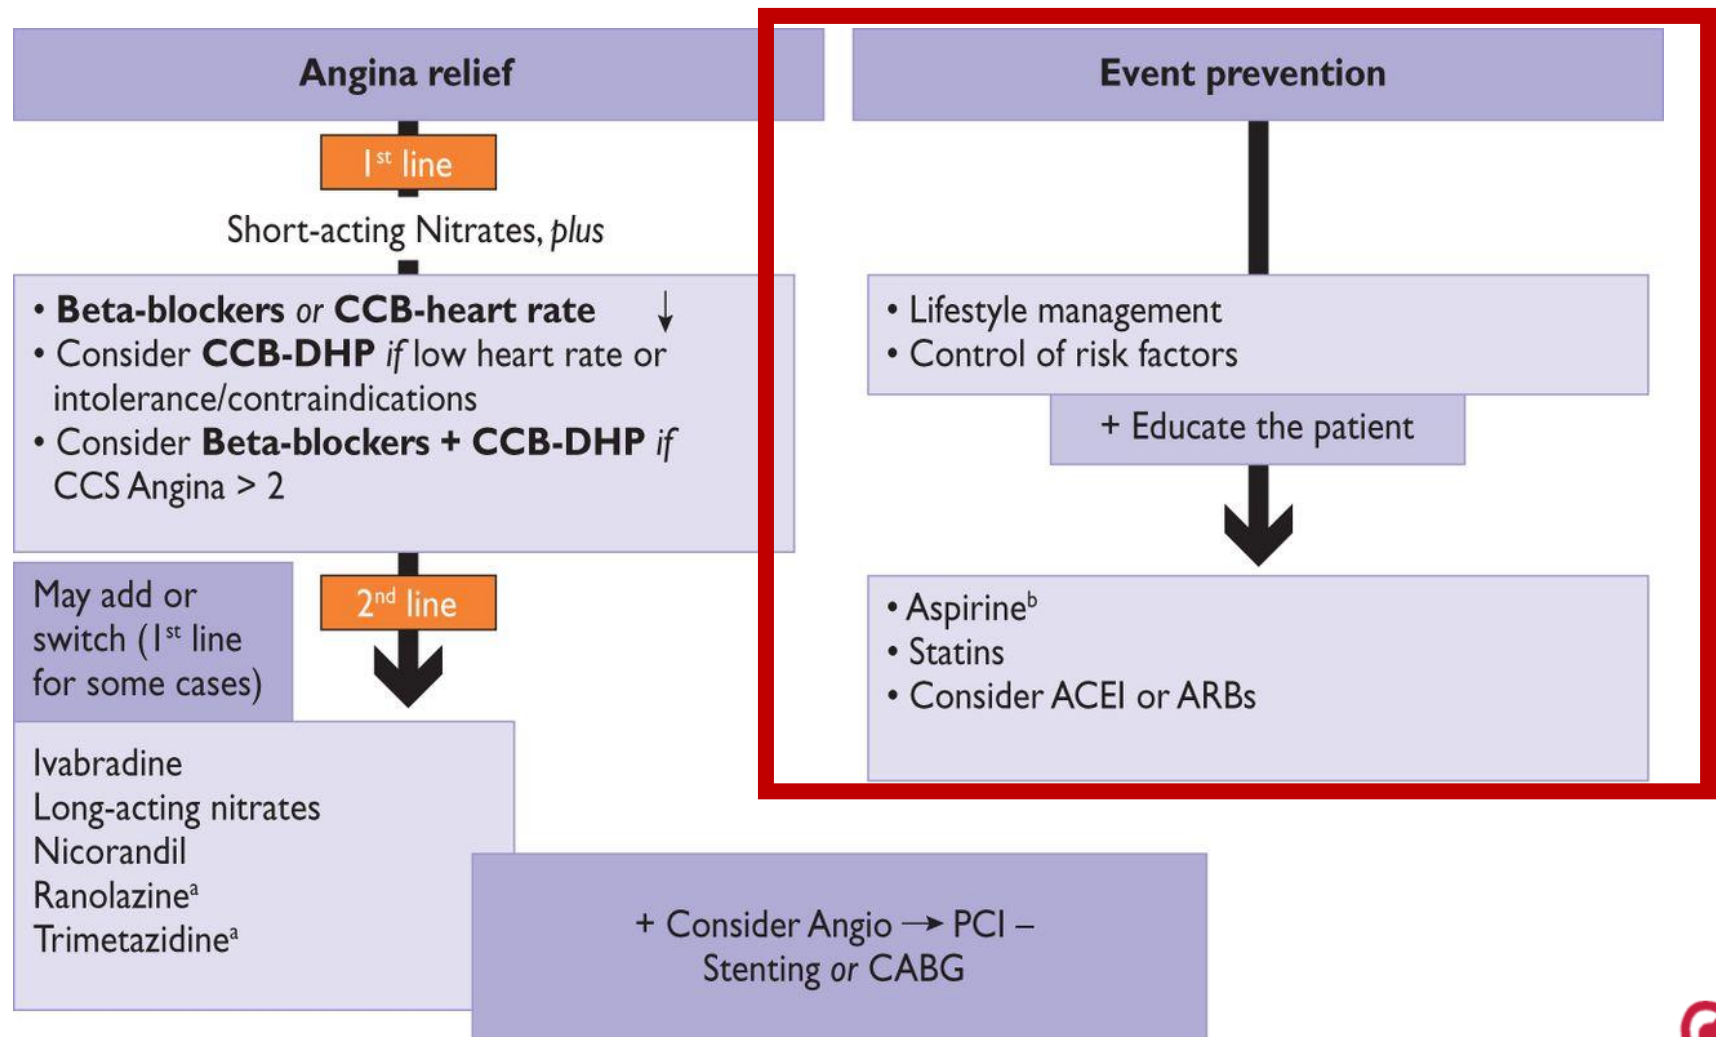 Angina relief
1st line
Short-acting Nitrates, plus
• Beta-blockers or CCB-heart rate ↓
• Consider CCB-DHP if low heart rate or
intolerance/contraindications
• Consider Beta-blockers + CCB-DHP if
CCS Angina > 2
May add or
switch (1st line
for some cases)
2nd line
Ivabradine
Long-acting nitrates
Nicorandil
Ranolazineᵃ
Trimetazidineᵃ
+ Consider Angio → PCI –
Stenting or CABG
Event prevention
• Lifestyle management
• Control of risk factors
+ Educate the patient
• Aspirineᵇ
• Statins
• Consider ACEI or ARBs